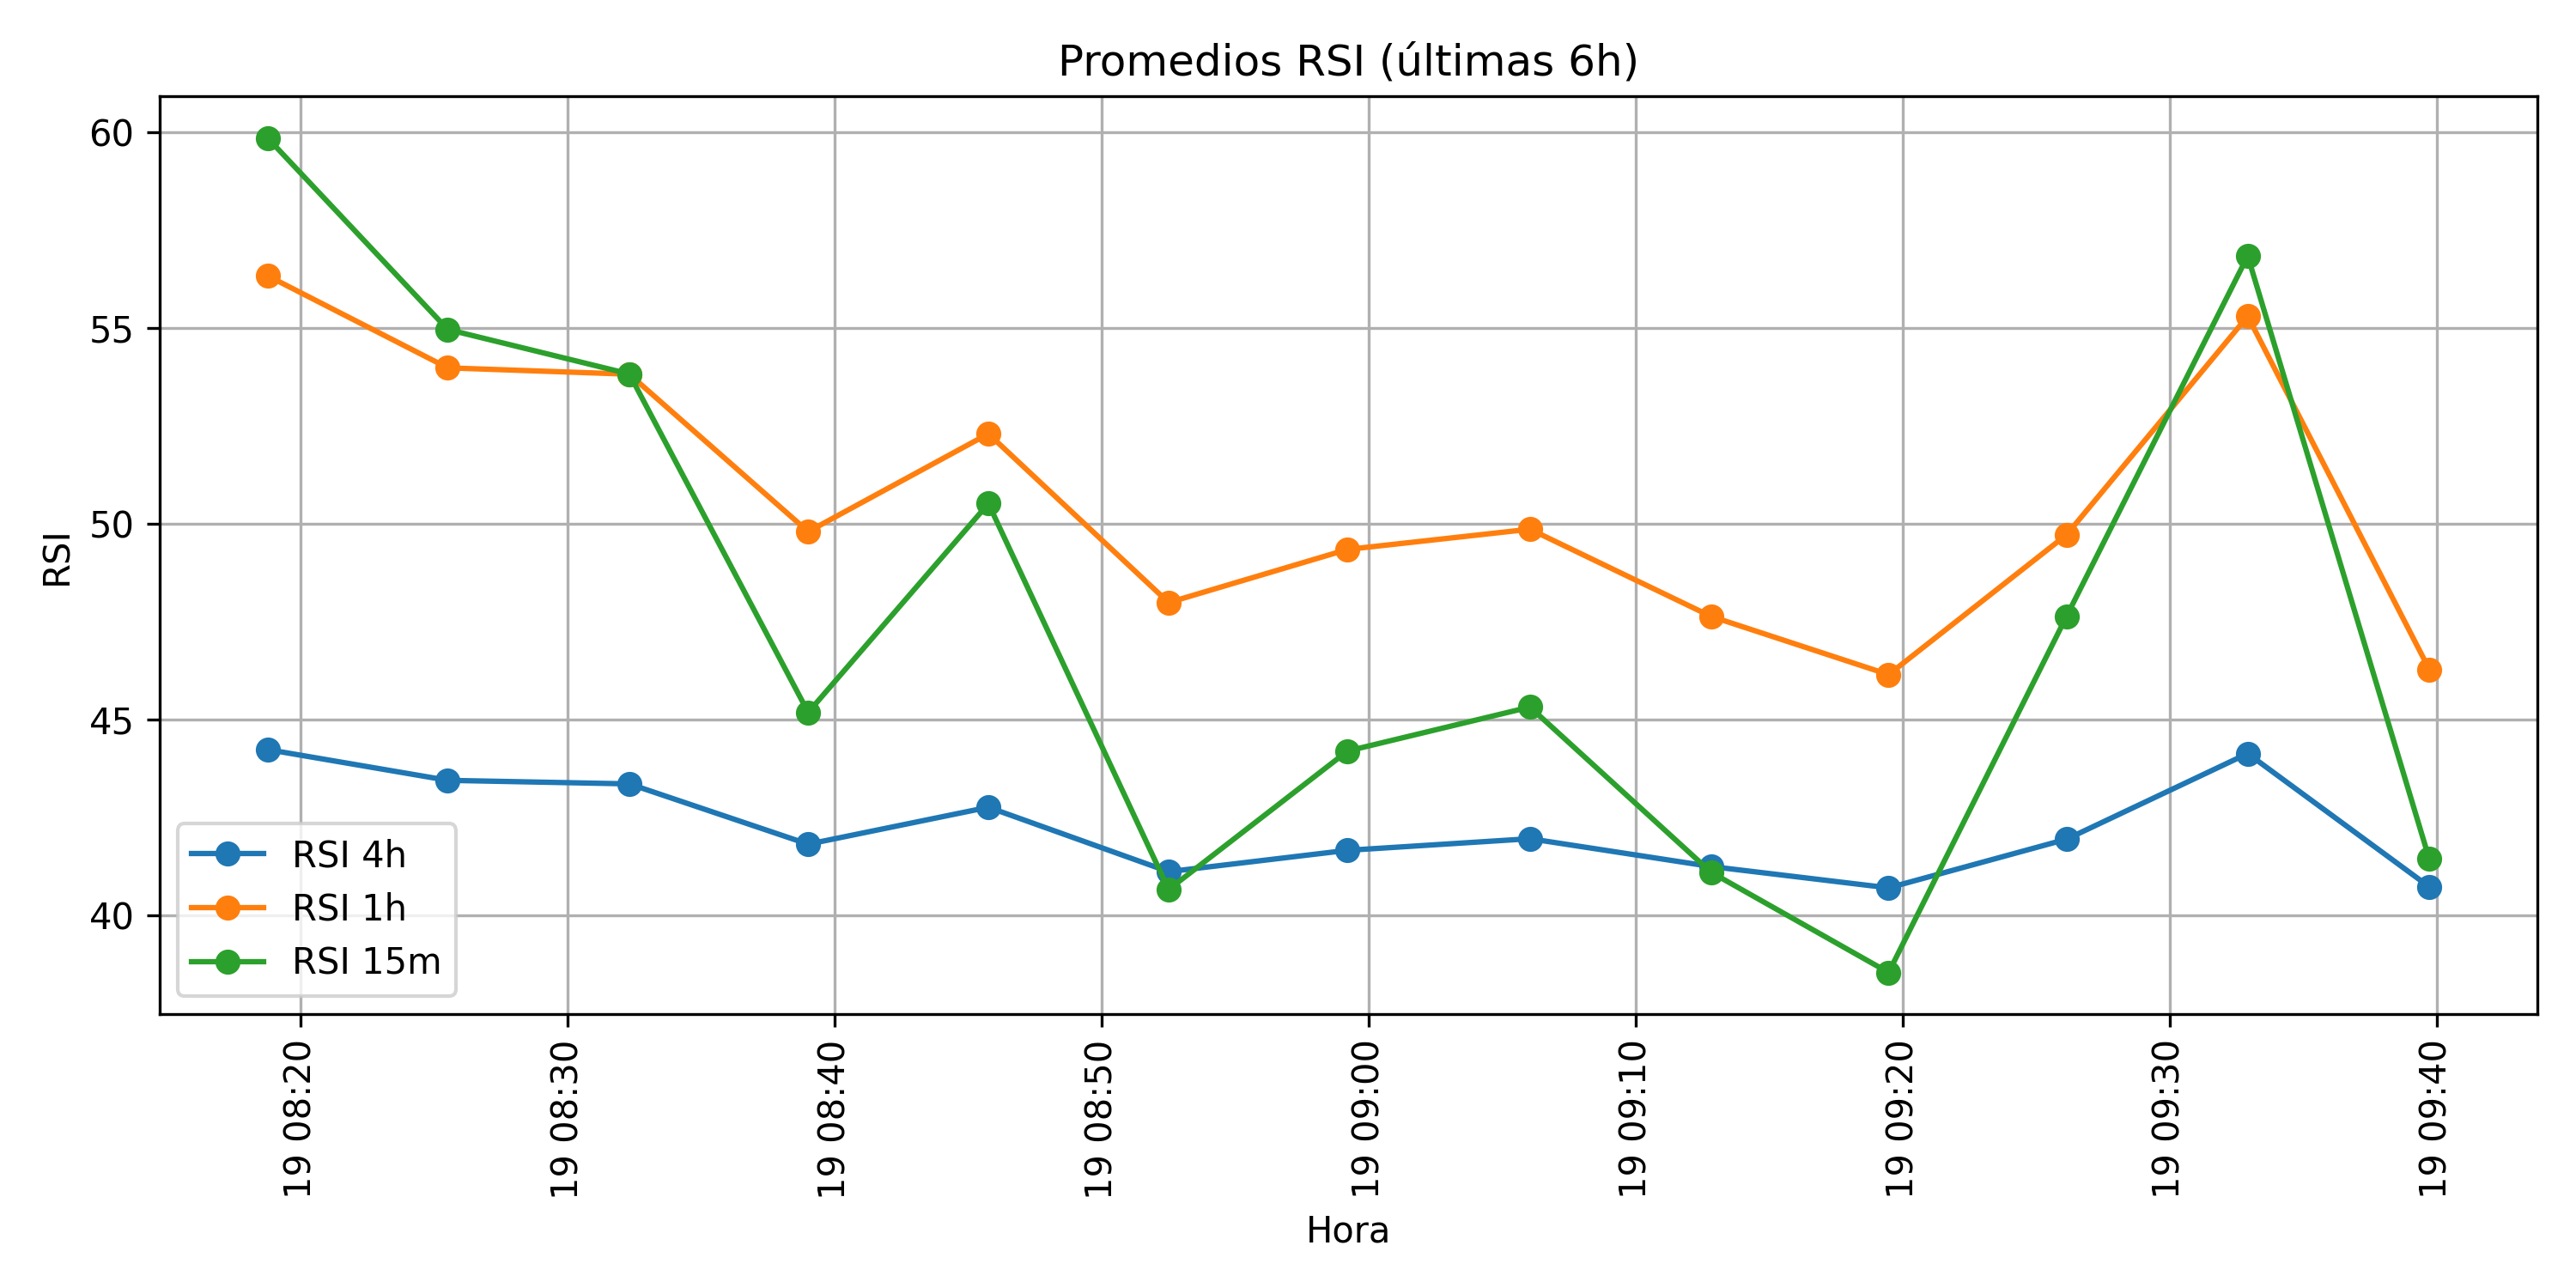 Promedios RSI (últimas 6h)
60
55
50
45
40
RSI
RSI 4h
RSI 1h
RSI 15m
19 08:20
19 08:30
19 08:40
19 08:50
19 09:00
19 09:10
19 09:20
19 09:30
19 09:40
Hora